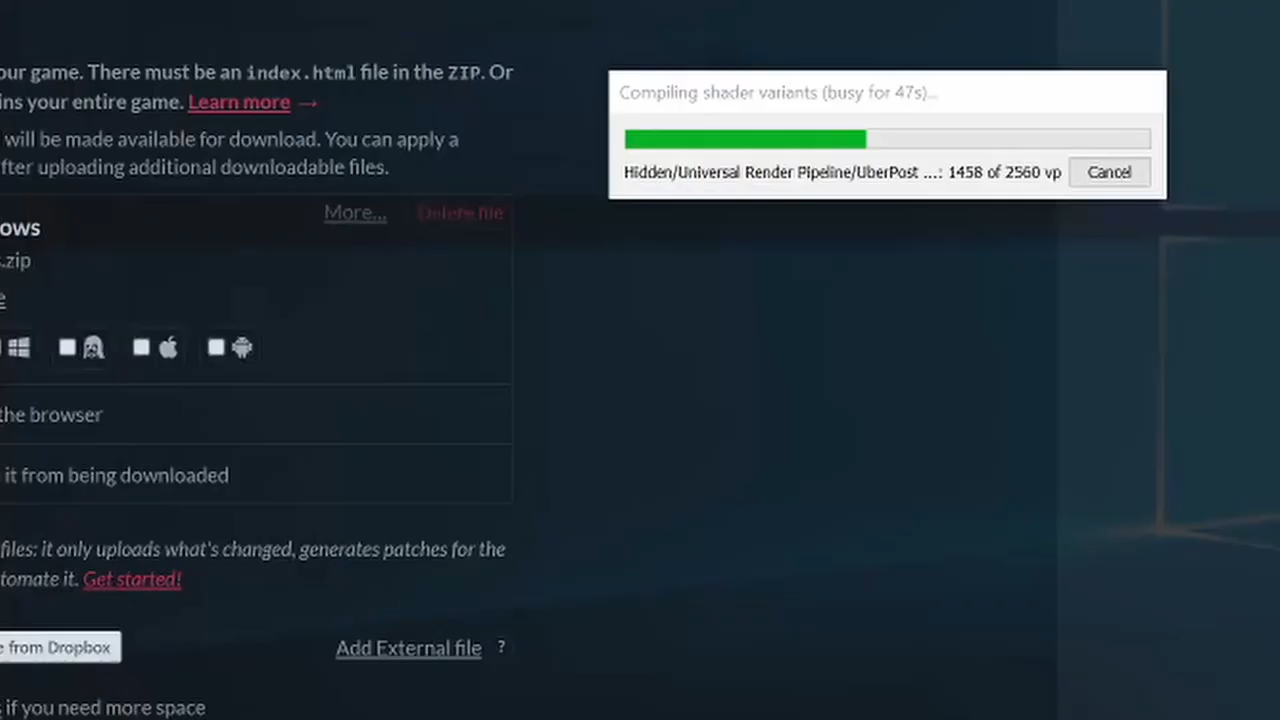 our game. There must be an index.html file in the ZIP. Or
ins your entire game. Learn more →
will be made available for download. You can apply a
fter uploading additional downloadable files.
Compiling shader variants (busy for 47s)...
Hidden/Universal Render Pipeline/UberPost ...: 1458 of 2560 vp
Cancel
More...
Delete file
ows
.zip
the browser
it from being downloaded
files: it only uploads what's changed, generates patches for the
tomate it. Get started!
e from Dropbox
Add External file ?
if you need more space